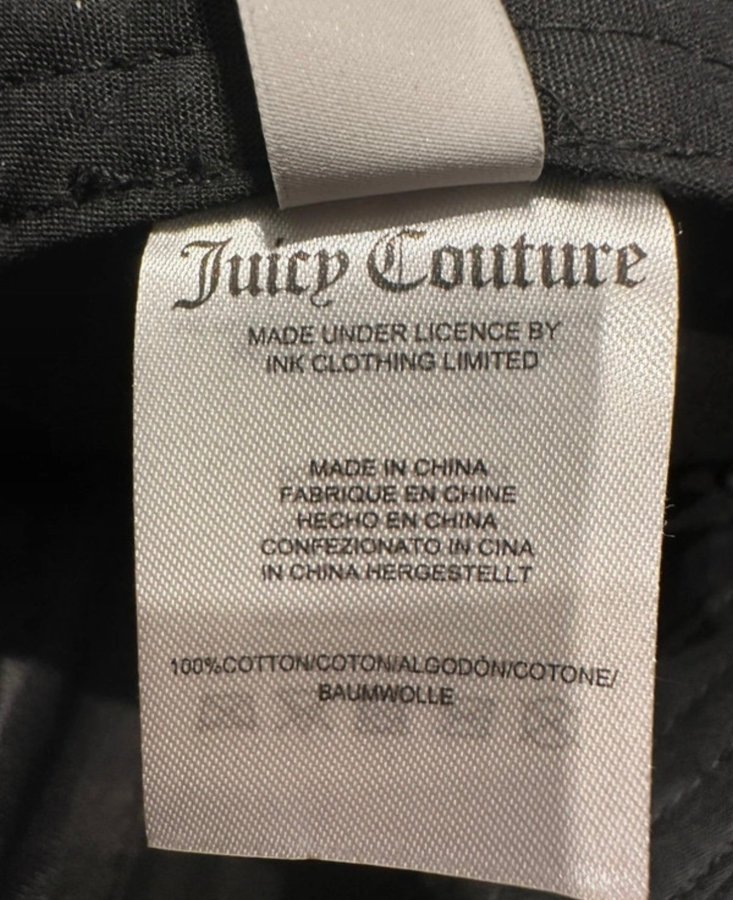 Juicy Couture
MADE UNDER LICENCE BY
INK CLOTHING LIMITED
MADE IN CHINA
FABRIQUE EN CHINE
HECHO EN CHINA
CONFEZIONATO IN CINA
IN CHINA HERGESTELLT
100%COTTON/COTON/ALGODÓN/COTONE/
BAUMWOLLE